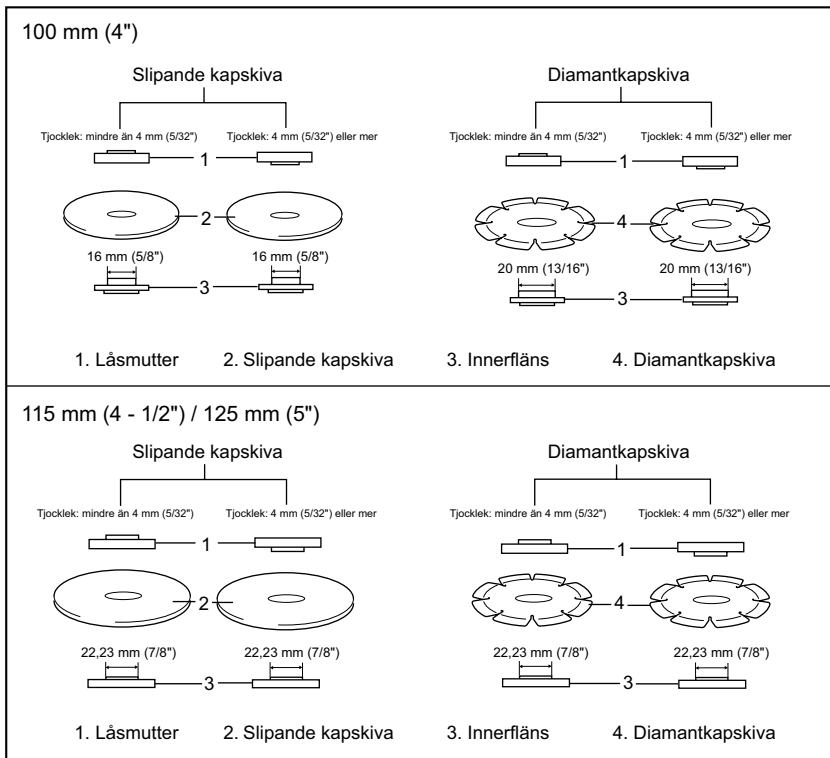 100 mm (4")
Slipande kapskiva
Diamantkapskiva
Tjocklek: mindre än 4 mm (5/32") Tjocklek: 4 mm (5/32") eller mer
Tjocklek: mindre än 4 mm (5/32") Tjocklek: 4 mm (5/32") eller mer
1
1
2
4
16 mm (5/8") 16 mm (5/8")
20 mm (13/16") 20 mm (13/16")
3
3
1. Låsmutter 2. Slipande kapskiva 3. Innerfläns 4. Diamantkapskiva
115 mm (4 - 1/2") / 125 mm (5")
Slipande kapskiva
Diamantkapskiva
Tjocklek: mindre än 4 mm (5/32") Tjocklek: 4 mm (5/32") eller mer
Tjocklek: mindre än 4 mm (5/32") Tjocklek: 4 mm (5/32") eller mer
1
1
2
4
22,23 mm (7/8") 22,23 mm (7/8")
22,23 mm (7/8") 22,23 mm (7/8")
3
3
1. Låsmutter 2. Slipande kapskiva 3. Innerfläns 4. Diamantkapskiva